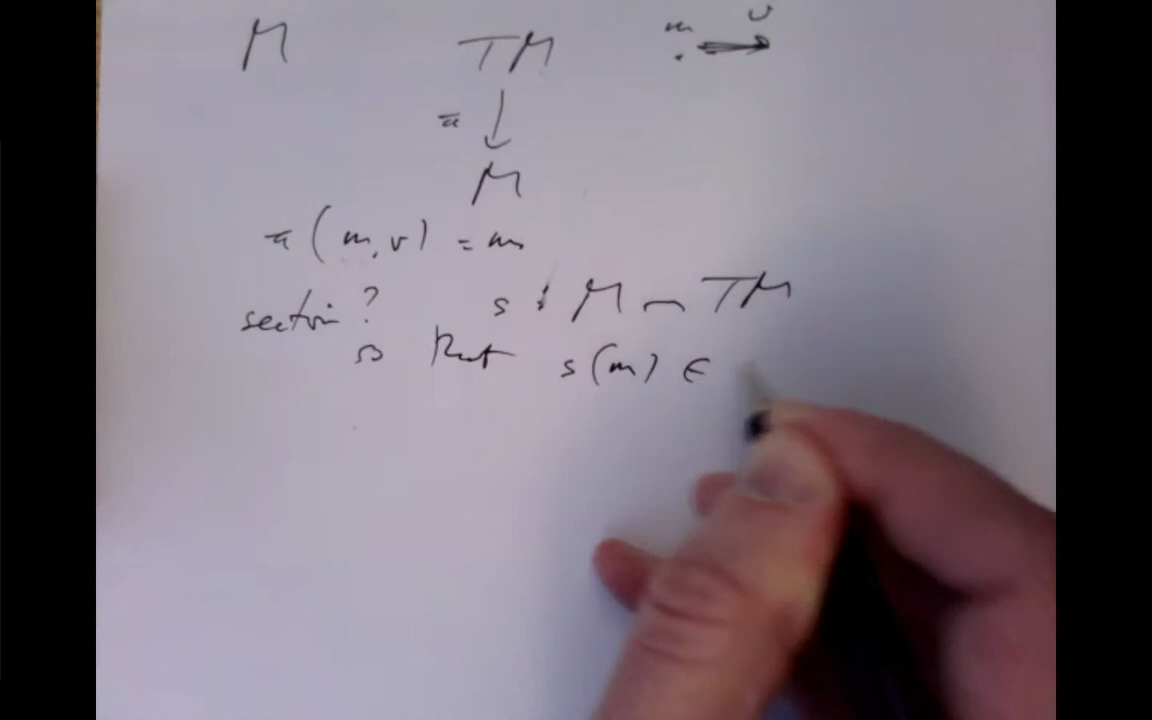 M TM m v
π ↓
M
π (m, v) = m
section? s : M → TM
so that s(m) ∈